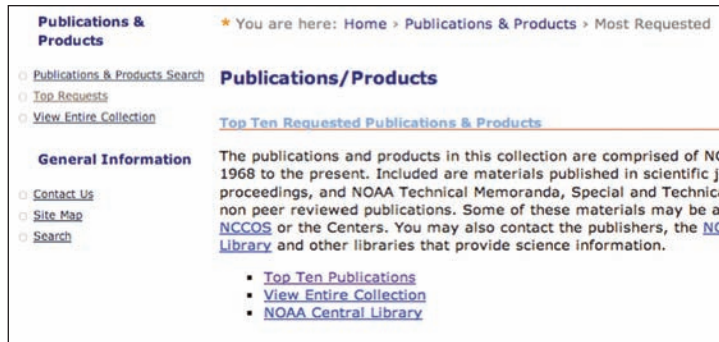 Publications &
Products
Publications & Products Search
Top Requests
View Entire Collection
General Information
Contact Us
Site Map
Search
* You are here: Home › Publications & Products › Most Requested
Publications/Products
Top Ten Requested Publications & Products
The publications and products in this collection are comprised of
1968 to the present. Included are materials published in scientific
proceedings, and NOAA Technical Memoranda, Special and
non peer reviewed publications. Some of these materials may be
NCCOS or the Centers. You may also contact the publishers, the
Library and other libraries that provide science information.
▪ Top Ten Publications
▪ View Entire Collection
▪ NOAA Central Library